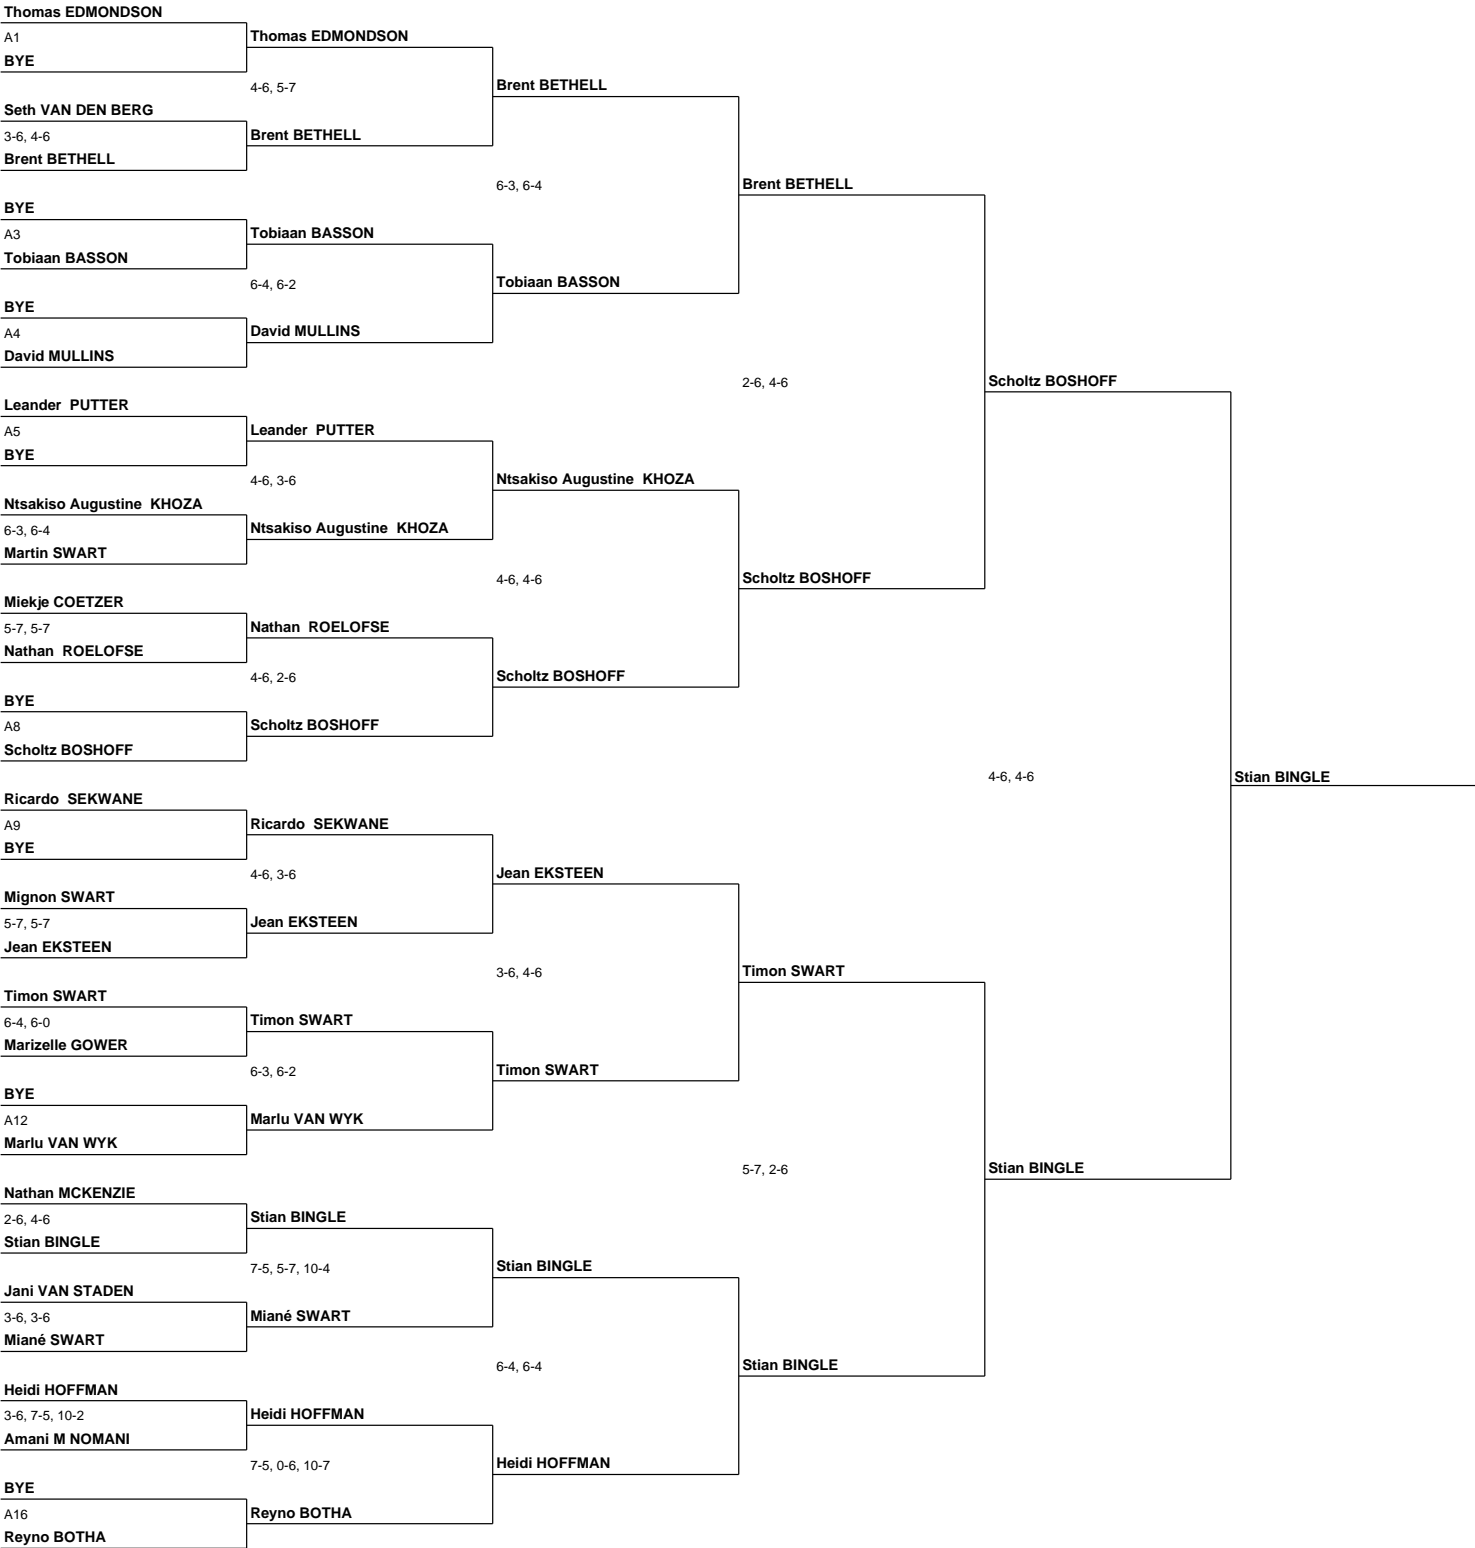 Thomas EDMONDSON
A1
BYE
Seth VAN DEN BERG
3-6, 4-6
Brent BETHELL
BYE
A3
Tobiaan BASSON
BYE
A4
David MULLINS
Leander  PUTTER
A5
BYE
Ntsakiso Augustine  KHOZA
6-3, 6-4
Martin SWART
Miekje COETZER
5-7, 5-7
Nathan  ROELOFSE
BYE
A8
Scholtz BOSHOFF
Ricardo  SEKWANE
A9
BYE
Mignon SWART
5-7, 5-7
Jean EKSTEEN
Timon SWART
6-4, 6-0
Marizelle GOWER
BYE
A12
Marlu VAN WYK
Nathan MCKENZIE
2-6, 4-6
Stian BINGLE
Jani VAN STADEN
3-6, 3-6
Miané SWART
Heidi HOFFMAN
3-6, 7-5, 10-2
Amani M NOMANI
BYE
A16
Reyno BOTHA
Thomas EDMONDSON
4-6, 5-7
Brent BETHELL
Tobiaan BASSON
6-4, 6-2
David MULLINS
Leander  PUTTER
4-6, 3-6
Ntsakiso Augustine  KHOZA
Nathan  ROELOFSE
4-6, 2-6
Scholtz BOSHOFF
Ricardo  SEKWANE
4-6, 3-6
Jean EKSTEEN
Timon SWART
6-3, 6-2
Marlu VAN WYK
Stian BINGLE
7-5, 5-7, 10-4
Miané SWART
Heidi HOFFMAN
7-5, 0-6, 10-7
Reyno BOTHA
Brent BETHELL
6-3, 6-4
Tobiaan BASSON
Ntsakiso Augustine  KHOZA
4-6, 4-6
Scholtz BOSHOFF
Jean EKSTEEN
3-6, 4-6
Timon SWART
Stian BINGLE
6-4, 6-4
Heidi HOFFMAN
Brent BETHELL
2-6, 4-6
Scholtz BOSHOFF
Timon SWART
5-7, 2-6
Stian BINGLE
Scholtz BOSHOFF
4-6, 4-6
Stian BINGLE
Stian BINGLE